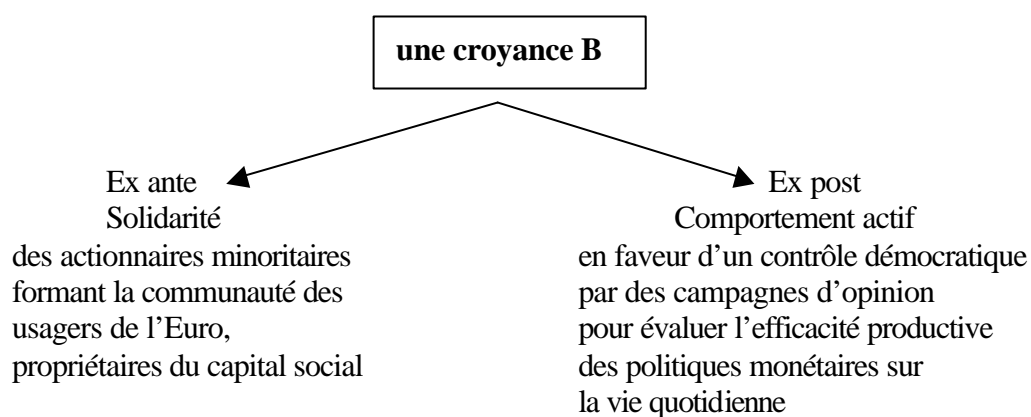 une croyance B
Ex ante
Solidarité
des actionnaires minoritaires
formant la communauté des
usagers de l’Euro,
propriétaires du capital social
Ex post
Comportement actif
en faveur d’un contrôle démocratique
par des campagnes d’opinion
pour évaluer l’efficacité productive
des politiques monétaires sur
la vie quotidienne